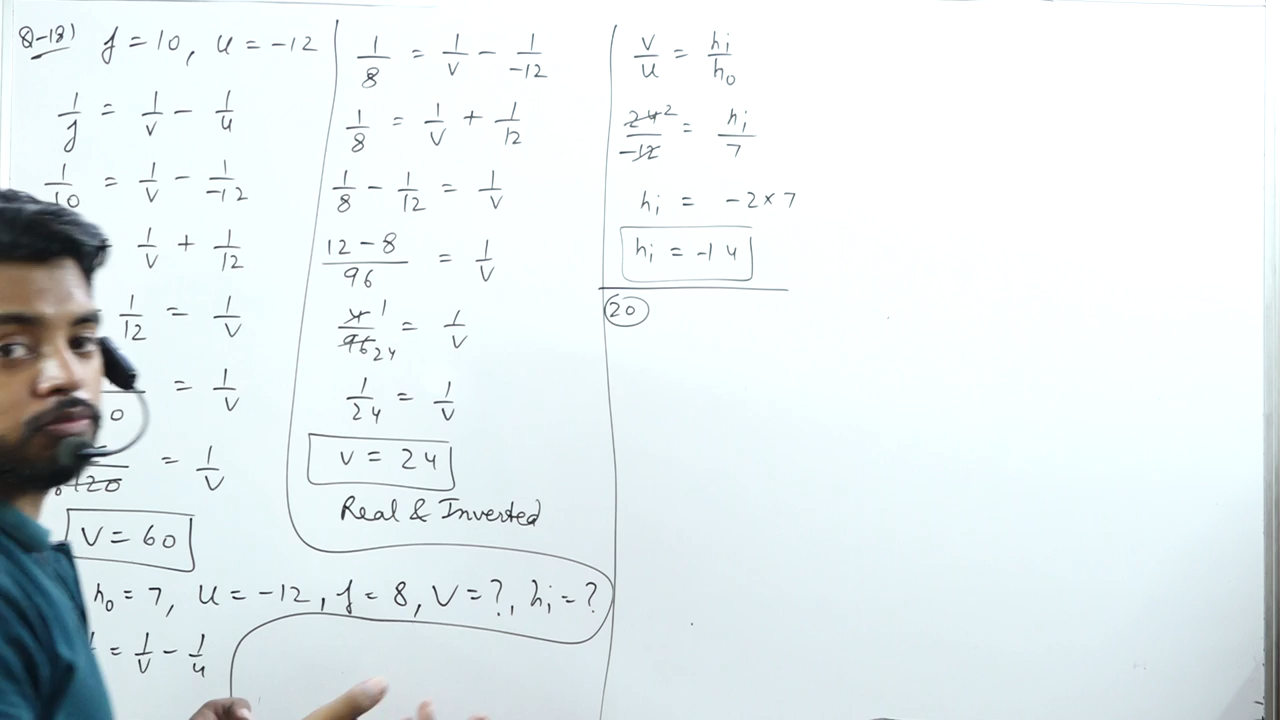 Q-18) f = 10, u = -12
1/f = 1/v - 1/u
1/10 = 1/v - 1/-12
1/v + 1/12
1/12 = 1/v
0 = 1/v
120 = 1/v
V = 60
h₀ = 7, u = -12, f = 8, V = ?, hᵢ = ?
= 1/v - 1/u
1/8 = 1/v - 1/-12
1/8 = 1/v + 1/12
1/8 - 1/12 = 1/v
12 - 8/96 = 1/v
4 1/96 24 = 1/v
1/24 = 1/v
V = 24
Real & Inverted
v/u = hᵢ/h₀
24 2/-12 = hᵢ/7
hᵢ = -2 × 7
hᵢ = -14
20